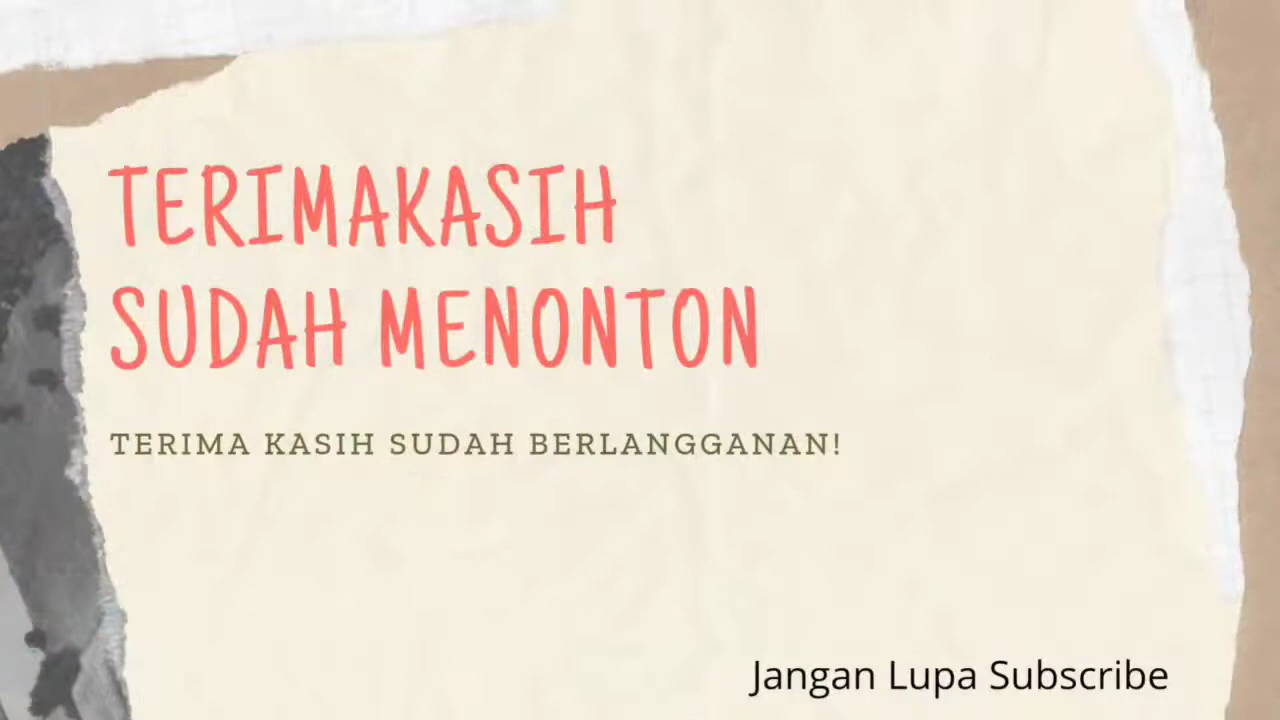 TERIMAKASIH
SUDAH MENONTON
TERIMA KASIH SUDAH BERLANGGANAN!
Jangan Lupa Subscribe